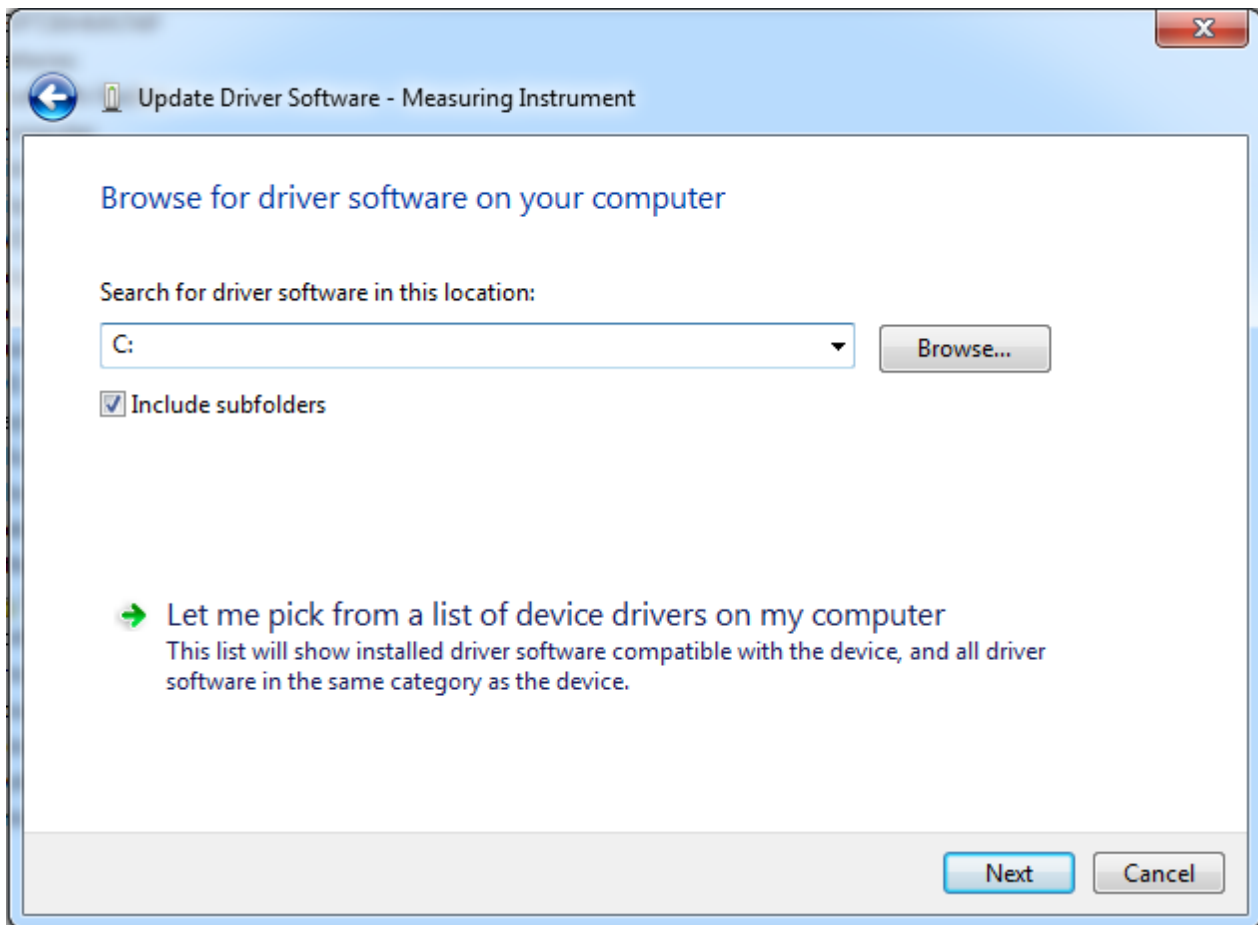 Update Driver Software - Measuring Instrument
Browse for driver software on your computer
Search for driver software in this location:
C:
Browse...
Include subfolders
Let me pick from a list of device drivers on my computer
This list will show installed driver software compatible with the device, and all driver
software in the same category as the device.
Next
Cancel